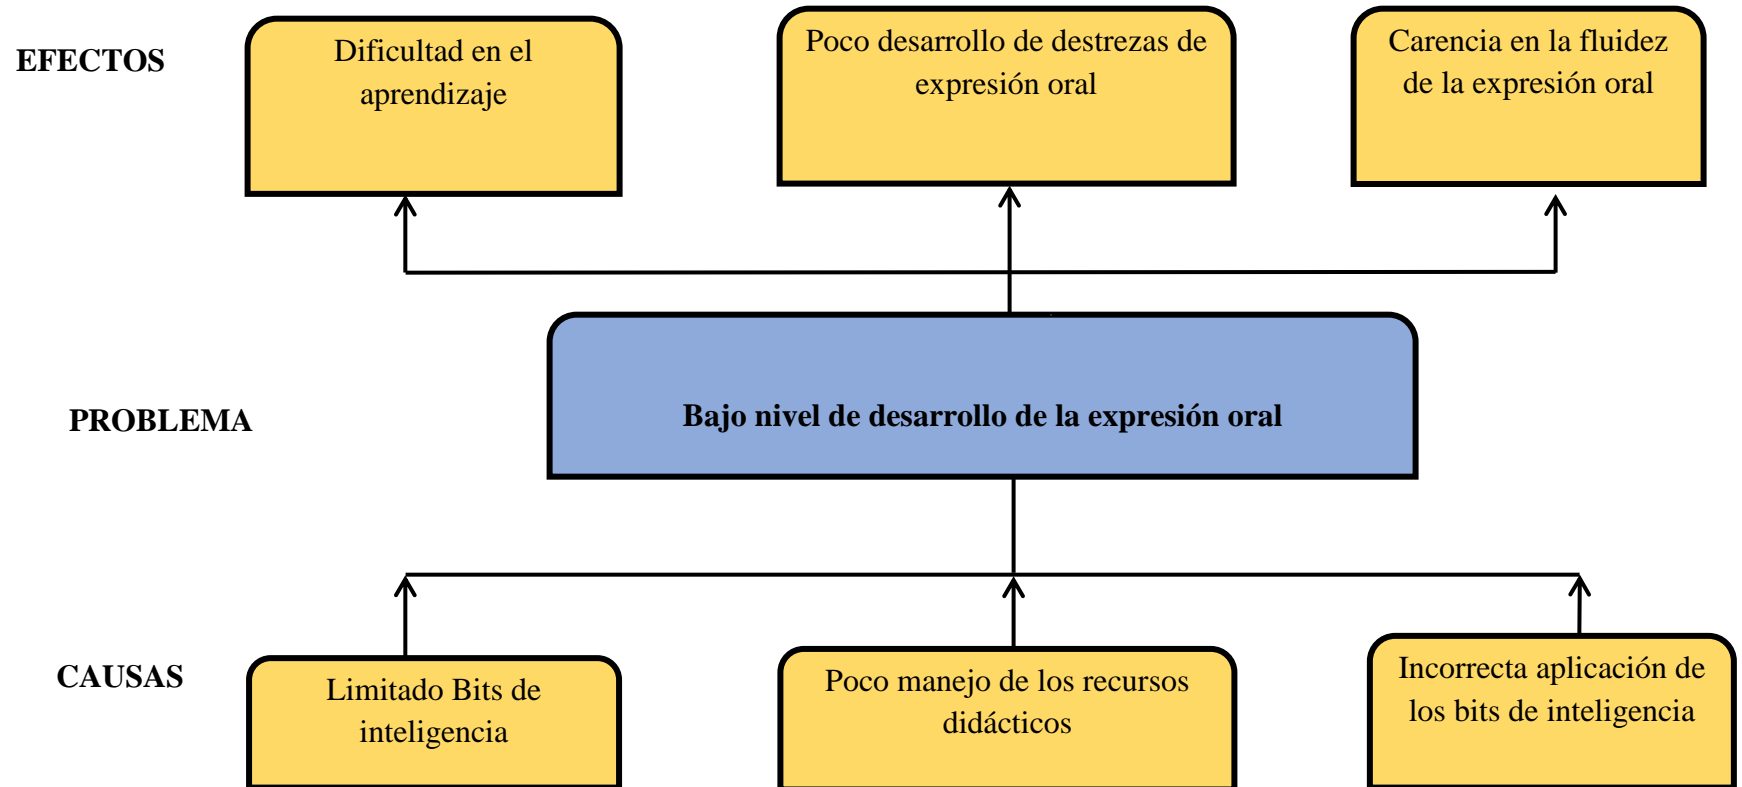 EFECTOS
Dificultad en el
aprendizaje
Poco desarrollo de destrezas de
expresión oral
Carencia en la fluidez
de la expresión oral
PROBLEMA
Bajo nivel de desarrollo de la expresión oral
CAUSAS
Limitado Bits de
inteligencia
Poco manejo de los recursos
didácticos
Incorrecta aplicación de
los bits de inteligencia